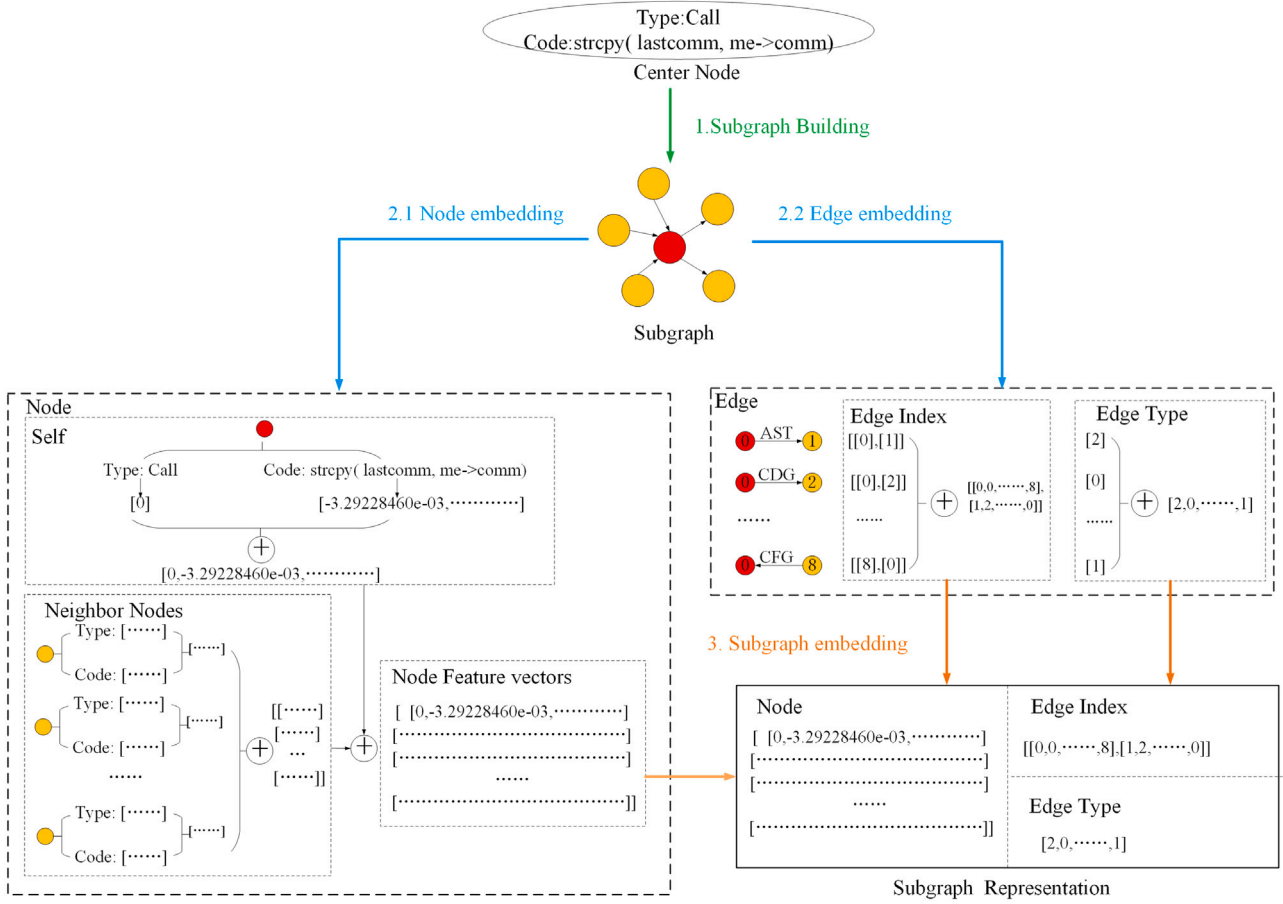 Type:Call
Code:strcpy( lastcomm, me->comm)
Center Node
1.Subgraph Building
2.1 Node embedding
2.2 Edge embedding
Subgraph
Node
Self
Type: Call
Code: strcpy( lastcomm, me->comm)
[0]
[-3.29228460e-03,············]
+
[0,-3.29228460e-03,············]
Neighbor Nodes
Type: [······]
Code: [······]
[······]
Type: [······]
Code: [······]
[······]
······
Type: [······]
Code: [······]
[······]
+
[[······]
[······]
...
[······]]
+
Node Feature vectors
[ [0,-3.29228460e-03,············]
[···································]
[···································]
······
[···································]]
Edge
0 AST 1
0 CDG 2
······
0 CFG 8
Edge Index
[[0],[1]]
[[0],[2]]
······
[[8],[0]]
+
[[0,0,······,8],
[1,2,······,0]]
Edge Type
[2]
[0]
······
[1]
+
[2,0,······,1]
3. Subgraph embedding
Node
[ [0,-3.29228460e-03,············]
[···································]
[···································]
······
[···································]]
Edge Index
[[0,0,······,8],[1,2,······,0]]
Edge Type
[2,0,······,1]
Subgraph Representation